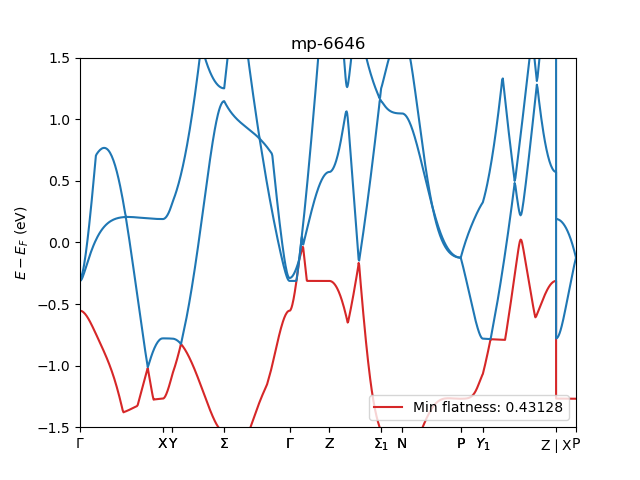 mp-6646
E − E_F (eV)
1.5
1.0
0.5
0.0
−0.5
−1.0
−1.5
Min flatness: 0.43128
Γ X Y Σ Γ Z Σ₁ N P Y₁ Z | X P